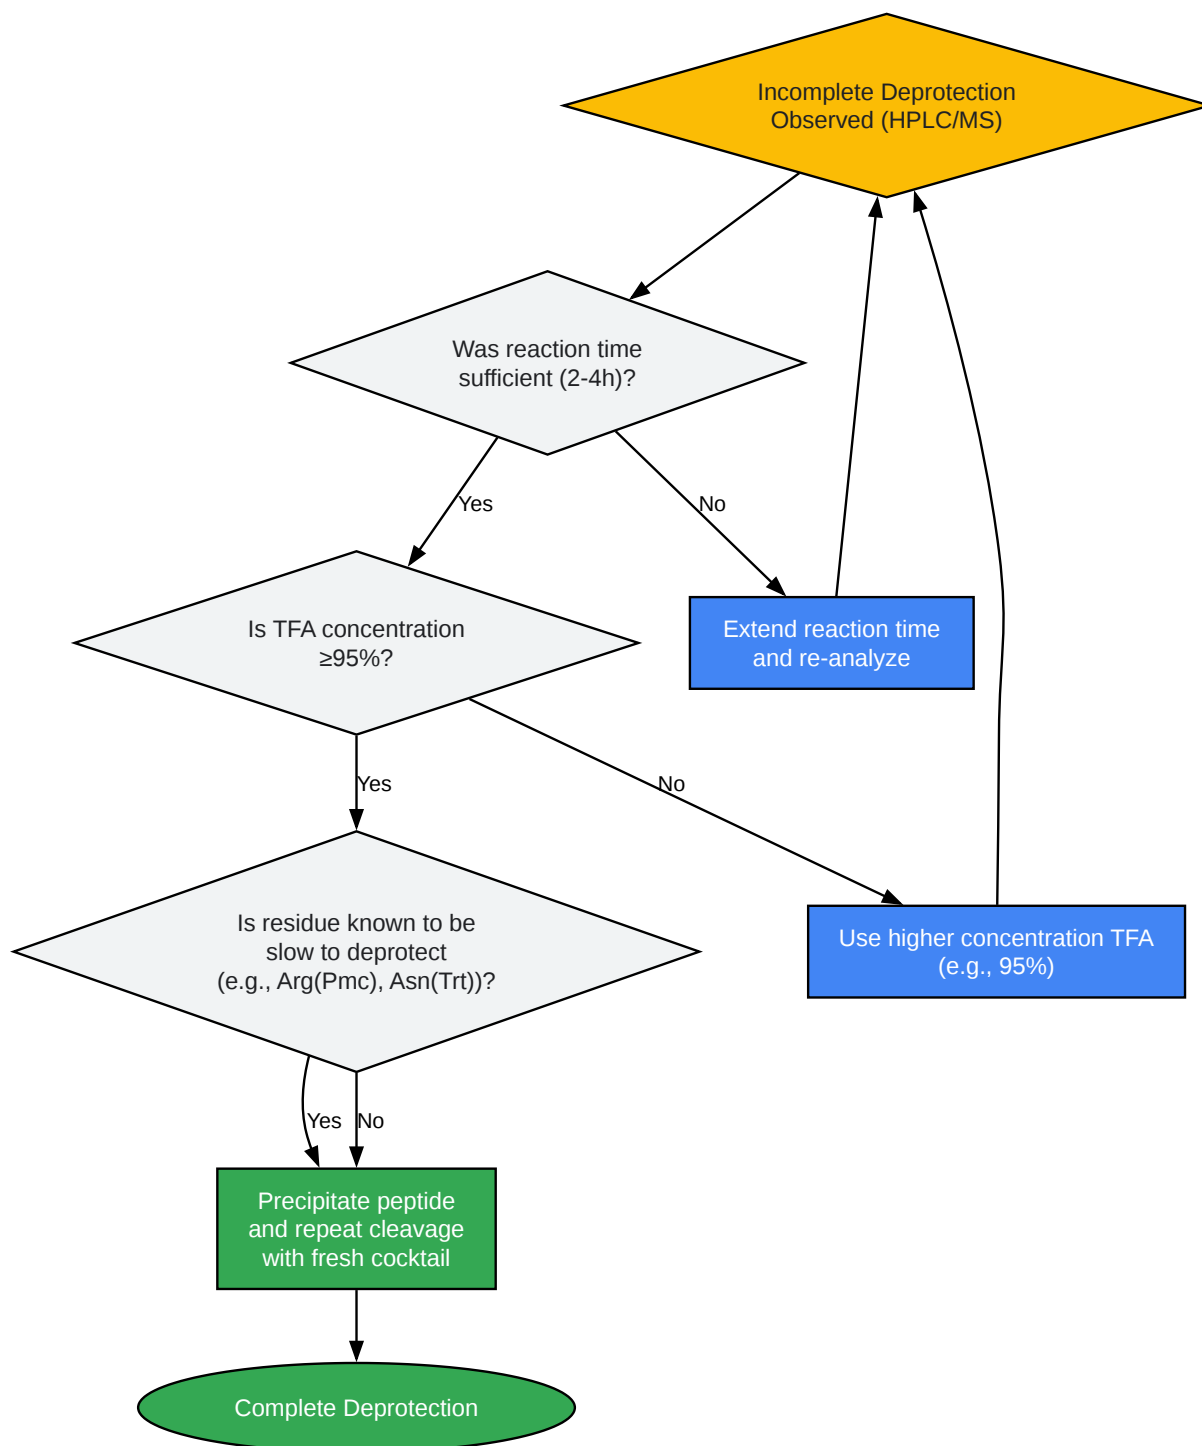 Incomplete Deprotection
Observed (HPLC/MS)
Was reaction time
sufficient (2-4h)?
Yes
No
Is TFA concentration
≥95%?
Extend reaction time
and re-analyze
Yes
No
Is residue known to be
slow to deprotect
(e.g., Arg(Pmc), Asn(Trt))?
Use higher concentration TFA
(e.g., 95%)
Yes
No
Precipitate peptide
and repeat cleavage
with fresh cocktail
Complete Deprotection